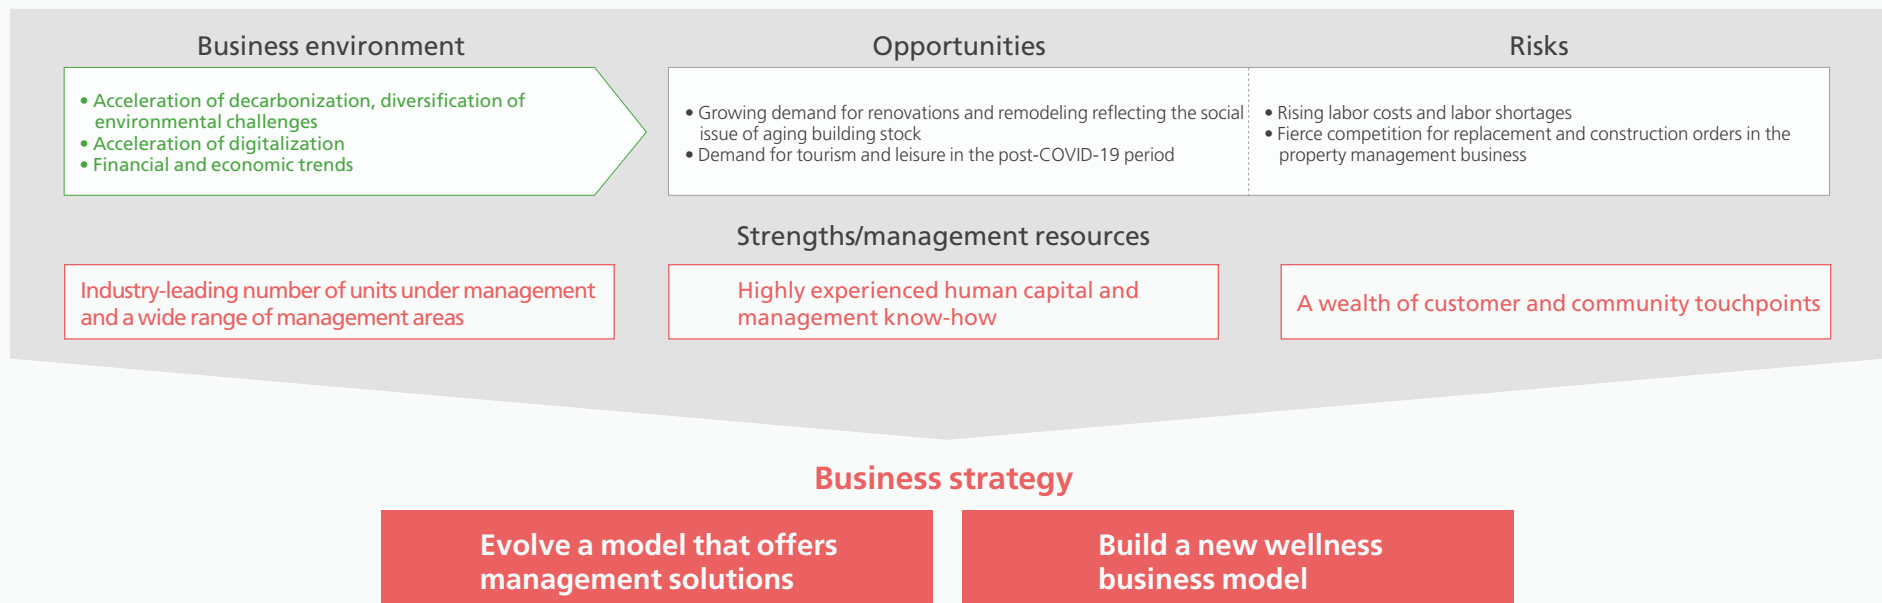 Business environment
• Acceleration of decarbonization, diversification of
environmental challenges
• Acceleration of digitalization
• Financial and economic trends
Opportunities
• Growing demand for renovations and remodeling reflecting the social
issue of aging building stock
• Demand for tourism and leisure in the post-COVID-19 period
Risks
• Rising labor costs and labor shortages
• Fierce competition for replacement and construction orders in the
property management business
Strengths/management resources
Industry-leading number of units under management
and a wide range of management areas
Highly experienced human capital and
management know-how
A wealth of customer and community touchpoints
Business strategy
Evolve a model that offers
management solutions
Build a new wellness
business model